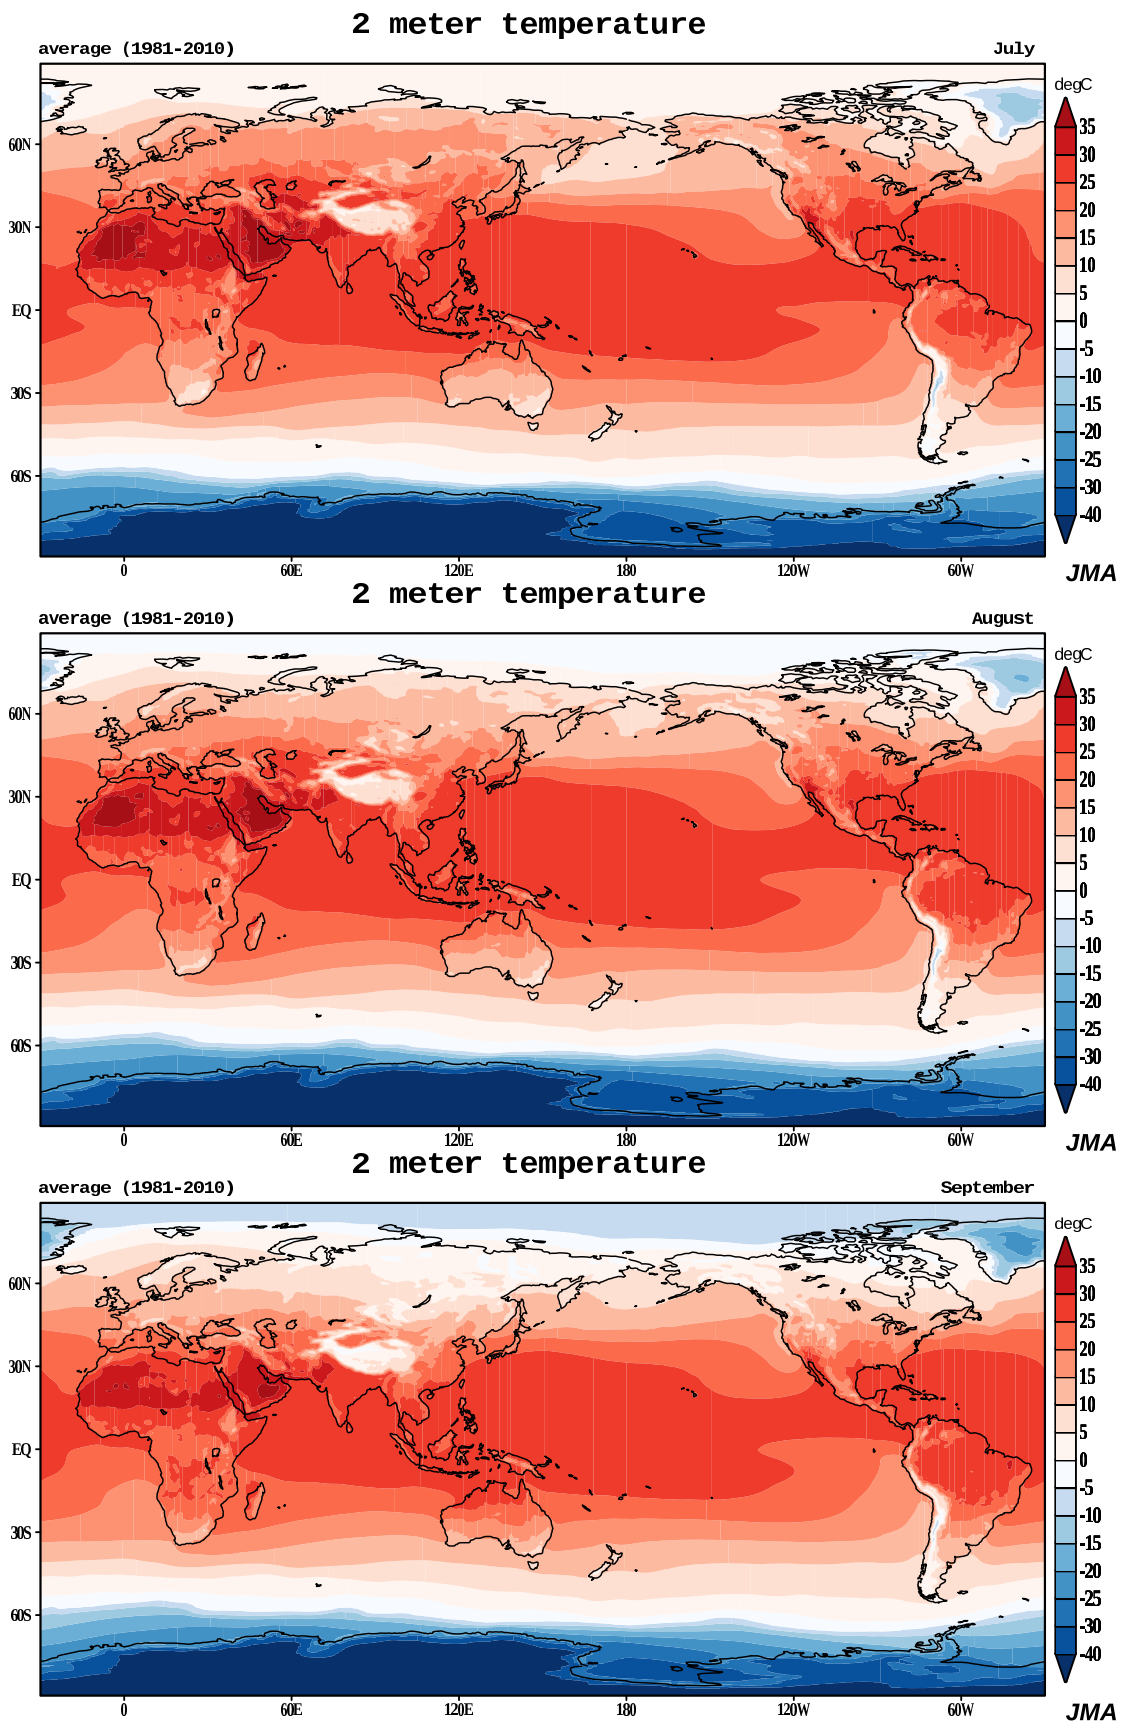 2 meter temperature
average (1981-2010) July
degC
60N
30N
EQ
30S
60S
35
30
25
20
15
10
5
0
-5
-10
-15
-20
-25
-30
-40
0 60E 120E 180 120W 60W
JMA
2 meter temperature
average (1981-2010) August
degC
60N
30N
EQ
30S
60S
35
30
25
20
15
10
5
0
-5
-10
-15
-20
-25
-30
-40
0 60E 120E 180 120W 60W
JMA
2 meter temperature
average (1981-2010) September
degC
60N
30N
EQ
30S
60S
35
30
25
20
15
10
5
0
-5
-10
-15
-20
-25
-30
-40
0 60E 120E 180 120W 60W
JMA